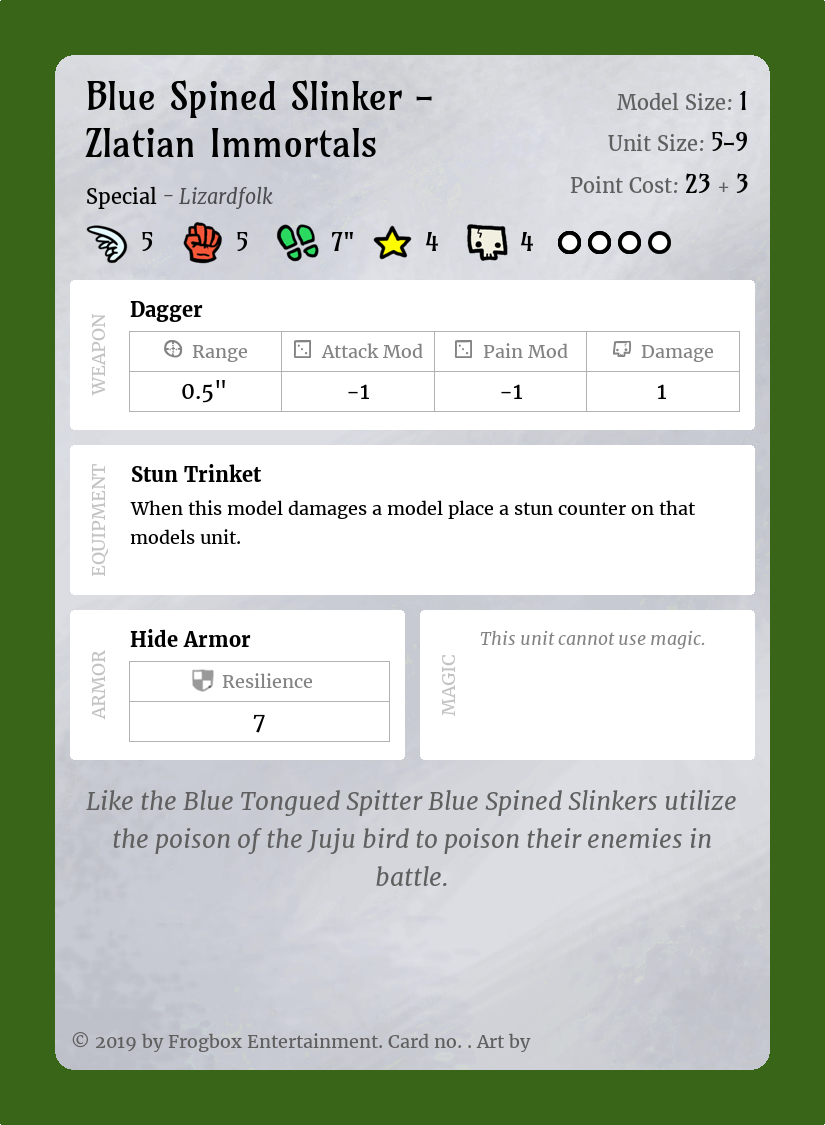 Blue Spined Slinker –
Zlatian Immortals
Model Size: 1
Unit Size: 5–9
Point Cost: 23 + 3
Special – Lizardfolk
5 5 7" 4 4
WEAPON
Dagger
Range Attack Mod Pain Mod Damage
0.5" -1 -1 1
EQUIPMENT
Stun Trinket
When this model damages a model place a stun counter on that
models unit.
ARMOR
Hide Armor
Resilience
7
MAGIC
This unit cannot use magic.
Like the Blue Tongued Spitter Blue Spined Slinkers utilize
the poison of the Juju bird to poison their enemies in
battle.
© 2019 by Frogbox Entertainment. Card no. . Art by